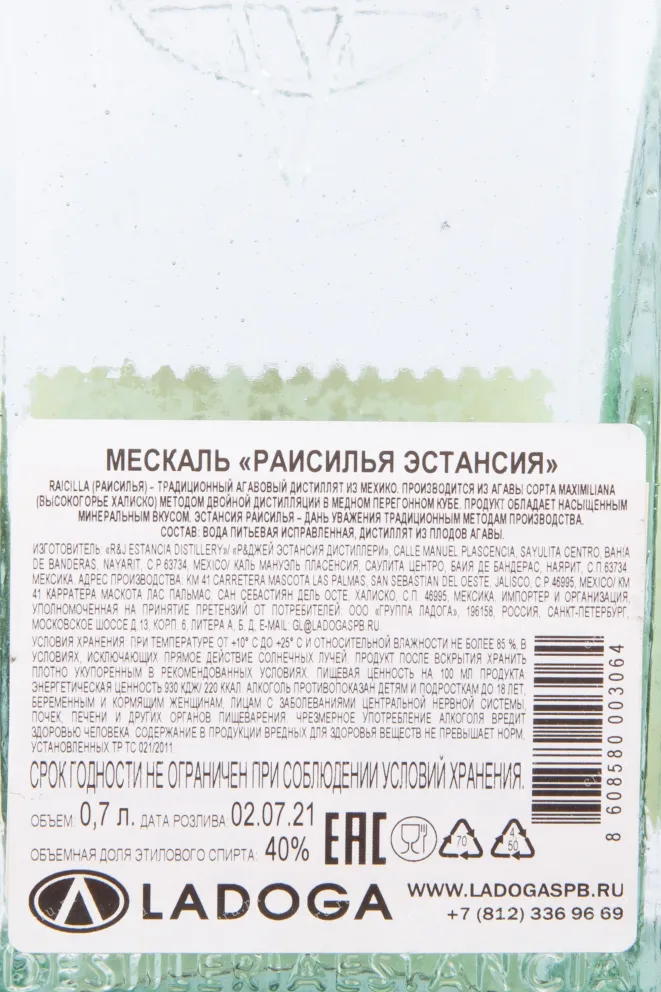 МЕСКАЛЬ «РАИСИЛЬЯ ЭСТАНСИЯ»
RAICILLA (РАИСИЛЬЯ) – ТРАДИЦИОННЫЙ АГАВОВЫЙ ДИСТИЛЛЯТ ИЗ МЕХИКО. ПРОИЗВОДИТСЯ ИЗ АГАВЫ СОРТА MAXIMILIANA
(ВЫСОКОГОРЬЕ ХАЛИСКО) МЕТОДОМ ДВОЙНОЙ ДИСТИЛЛЯЦИИ В МЕДНОМ ПЕРЕГОННОМ КУБЕ. ПРОДУКТ ОБЛАДАЕТ НАСЫЩЕННЫМ
МИНЕРАЛЬНЫМ ВКУСОМ. ЭСТАНСИЯ РАИСИЛЬЯ – ДАНЬ УВАЖЕНИЯ ТРАДИЦИОННЫМ МЕТОДАМ ПРОИЗВОДСТВА.
СОСТАВ: ВОДА ПИТЬЕВАЯ ИСПРАВЛЕННАЯ, ДИСТИЛЛЯТ ИЗ ПЛОДОВ АГАВЫ.
ИЗГОТОВИТЕЛЬ: «R&J ESTANCIA DISTILLERY»/ «Р&ДЖЕЙ ЭСТАНСИЯ ДИСТИЛЛЕРИ», CALLE MANUEL PLASCENCIA, SAYULITA CENTRO, BAHIA
DE BANDERAS, NAYARIT, C.P.63734, MEXICO/ КАЛЬ МАНУЭЛЬ ПЛАСЕНСИЯ, САУЛИТА ЦЕНТРО, БАИЯ ДЕ БАНДЕРАС, НАЯРИТ, С.П.63734
МЕКСИКА. АДРЕС ПРОИЗВОДСТВА: KM 41 CARRETERA MASCOTA LAS PALMAS, SAN SEBASTIAN DEL OESTE, JALISCO, C.P. 46995, MEXICO/ КМ
41 КАРРАТЕРА МАСКОТА ЛАС ПАЛЬМАС, САН СЕБАСТЬЯН ДЕЛЬ ОСТЕ, ХАЛИСКО, С.П. 46995, МЕКСИКА. ИМПОРТЕР И ОРГАНИЗАЦИЯ,
УПОЛНОМОЧЕННАЯ НА ПРИНЯТИЕ ПРЕТЕНЗИЙ ОТ ПОТРЕБИТЕЛЕЙ: ООО «ГРУППА ЛАДОГА», 196158, РОССИЯ, САНКТ-ПЕТЕРБУРГ,
МОСКОВСКОЕ ШОССЕ Д.13, КОРП. 6, ЛИТЕРА А, Б, Д, E-MAIL: GL@LADOGASPB.RU
УСЛОВИЯ ХРАНЕНИЯ: ПРИ ТЕМПЕРАТУРЕ ОТ +10° С ДО +25° С И ОТНОСИТЕЛЬНОЙ ВЛАЖНОСТИ НЕ БОЛЕЕ 85 %, В
УСЛОВИЯХ, ИСКЛЮЧАЮЩИХ ПРЯМОЕ ДЕЙСТВИЕ СОЛНЕЧНЫХ ЛУЧЕЙ. ПРОДУКТ ПОСЛЕ ВСКРЫТИЯ ХРАНИТЬ
ПЛОТНО УКУПОРЕННЫМ В РЕКОМЕНДОВАННЫХ УСЛОВИЯХ. ПИЩЕВАЯ ЦЕННОСТЬ НА 100 МЛ ПРОДУКТА
ЭНЕРГЕТИЧЕСКАЯ ЦЕННОСТЬ 930 КДЖ/ 220 ККАЛ. АЛКОГОЛЬ ПРОТИВОПОКАЗАН ДЕТЯМ И ПОДРОСТКАМ ДО 18 ЛЕТ,
БЕРЕМЕННЫМ И КОРМЯЩИМ ЖЕНЩИНАМ, ЛИЦАМ С ЗАБОЛЕВАНИЯМИ ЦЕНТРАЛЬНОЙ НЕРВНОЙ СИСТЕМЫ,
ПОЧЕК, ПЕЧЕНИ И ДРУГИХ ОРГАНОВ ПИЩЕВАРЕНИЯ. ЧРЕЗМЕРНОЕ УПОТРЕБЛЕНИЕ АЛКОГОЛЯ ВРЕДИТ
ЗДОРОВЬЮ ЧЕЛОВЕКА. СОДЕРЖАНИЕ В ПРОДУКЦИИ ВРЕДНЫХ ДЛЯ ЗДОРОВЬЯ ВЕЩЕСТВ НЕ ПРЕВЫШАЕТ НОРМ,
УСТАНОВЛЕННЫХ ТР ТС 021/2011
СРОК ГОДНОСТИ НЕ ОГРАНИЧЕН ПРИ СОБЛЮДЕНИИ УСЛОВИЙ ХРАНЕНИЯ.
ОБЪЕМ: 0,7 Л. ДАТА РОЗЛИВА: 02.07.21
ОБЪЕМНАЯ ДОЛЯ ЭТИЛОВОГО СПИРТА: 40%
EAC
70
4
50
8 608580 003064
LADOGA
WWW.LADOGASPB.RU
+7 (812) 336 96 69
DESTILERIA ESTANCIA